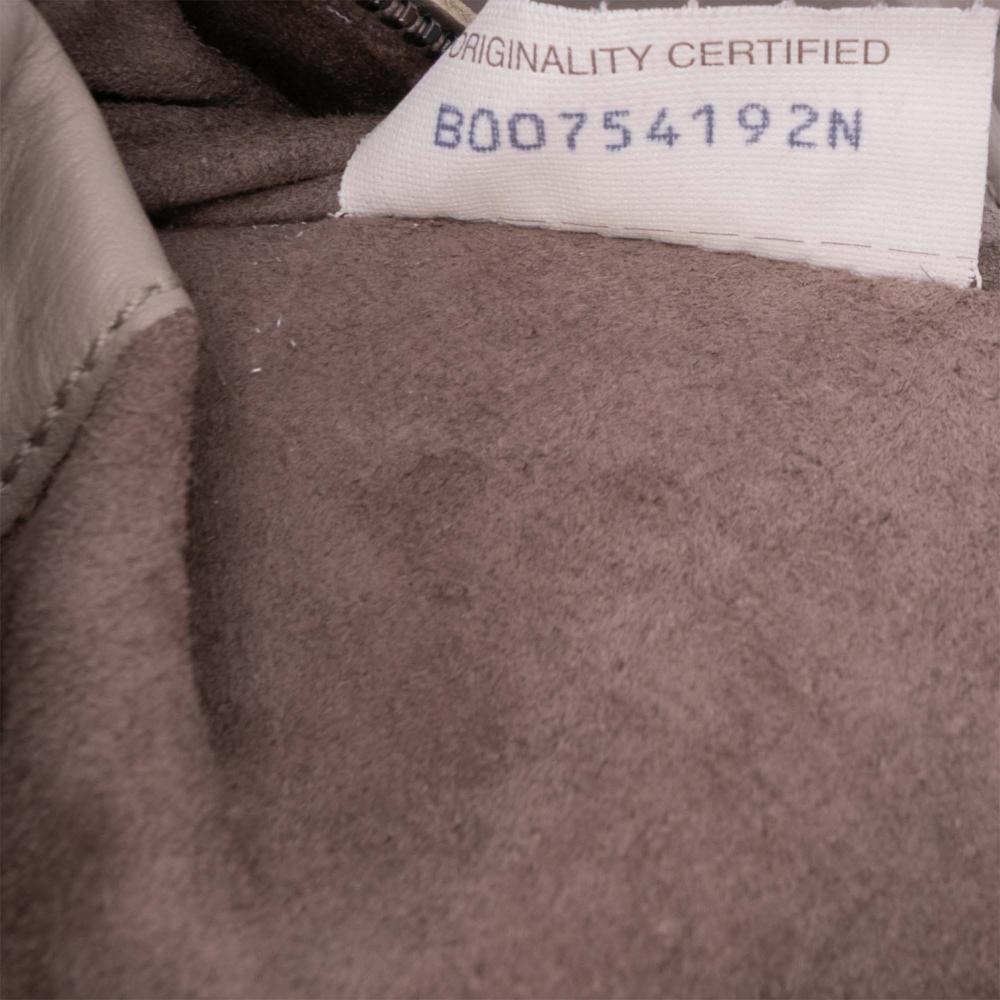 ORIGINALITY CERTIFIED
B00754192N